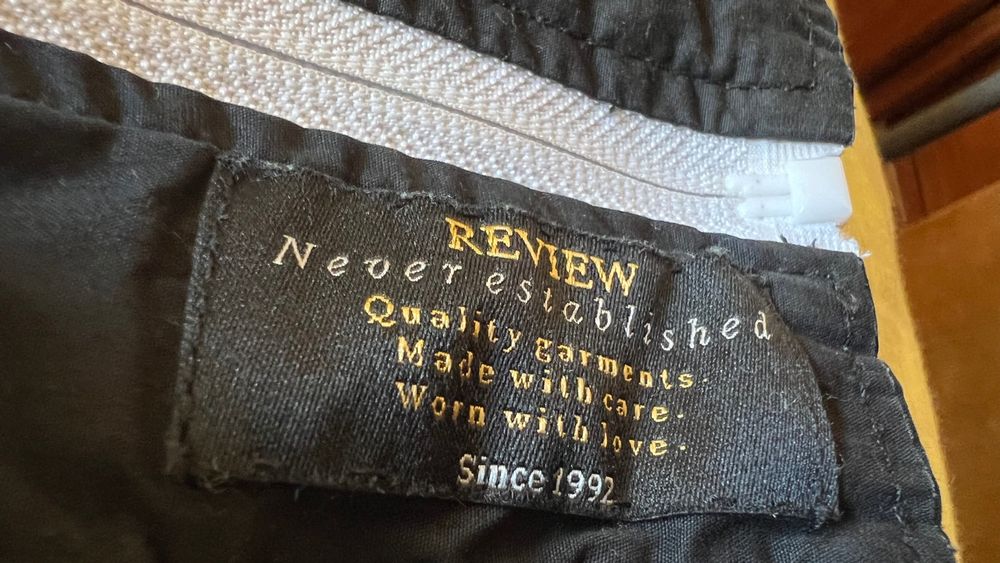 REVIEW
Never established
Quality garments.
Made with care.
Worn with love.
Since 1992